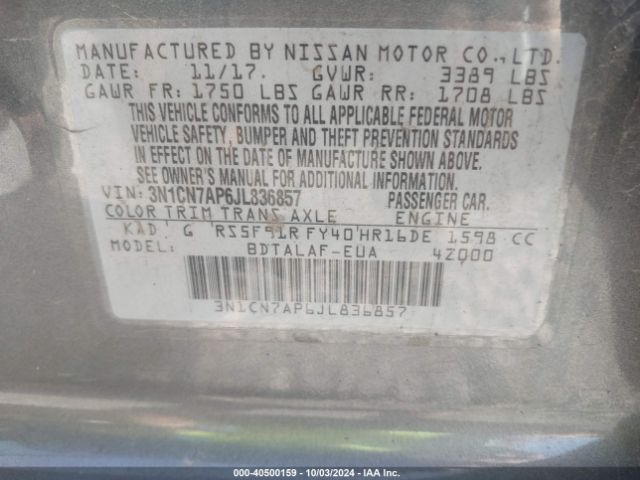 MANUFACTURED BY NISSAN MOTOR CO., LTD.
DATE: 11/17. GVWR: 3389 LBS
GAWR FR: 1750 LBS GAWR RR: 1708 LBS
THIS VEHICLE CONFORMS TO ALL APPLICABLE FEDERAL MOTOR
VEHICLE SAFETY, BUMPER AND THEFT PREVENTION STANDARDS
IN EFFECT ON THE DATE OF MANUFACTURE SHOWN ABOVE.
SEE OWNER'S MANUAL FOR ADDITIONAL INFORMATION
VIN: 3N1CN7AP6JL836857 PASSENGER CAR.
COLOR TRIM TRANS AXLE ENGINE
KAD G RS5F91R FY40 HR16DE 1598 CC
MODEL: BDTALAF-EUA 4Z000
3N1CN7AP6JL836857
000-40500159 - 10/03/2024 - IAA Inc.